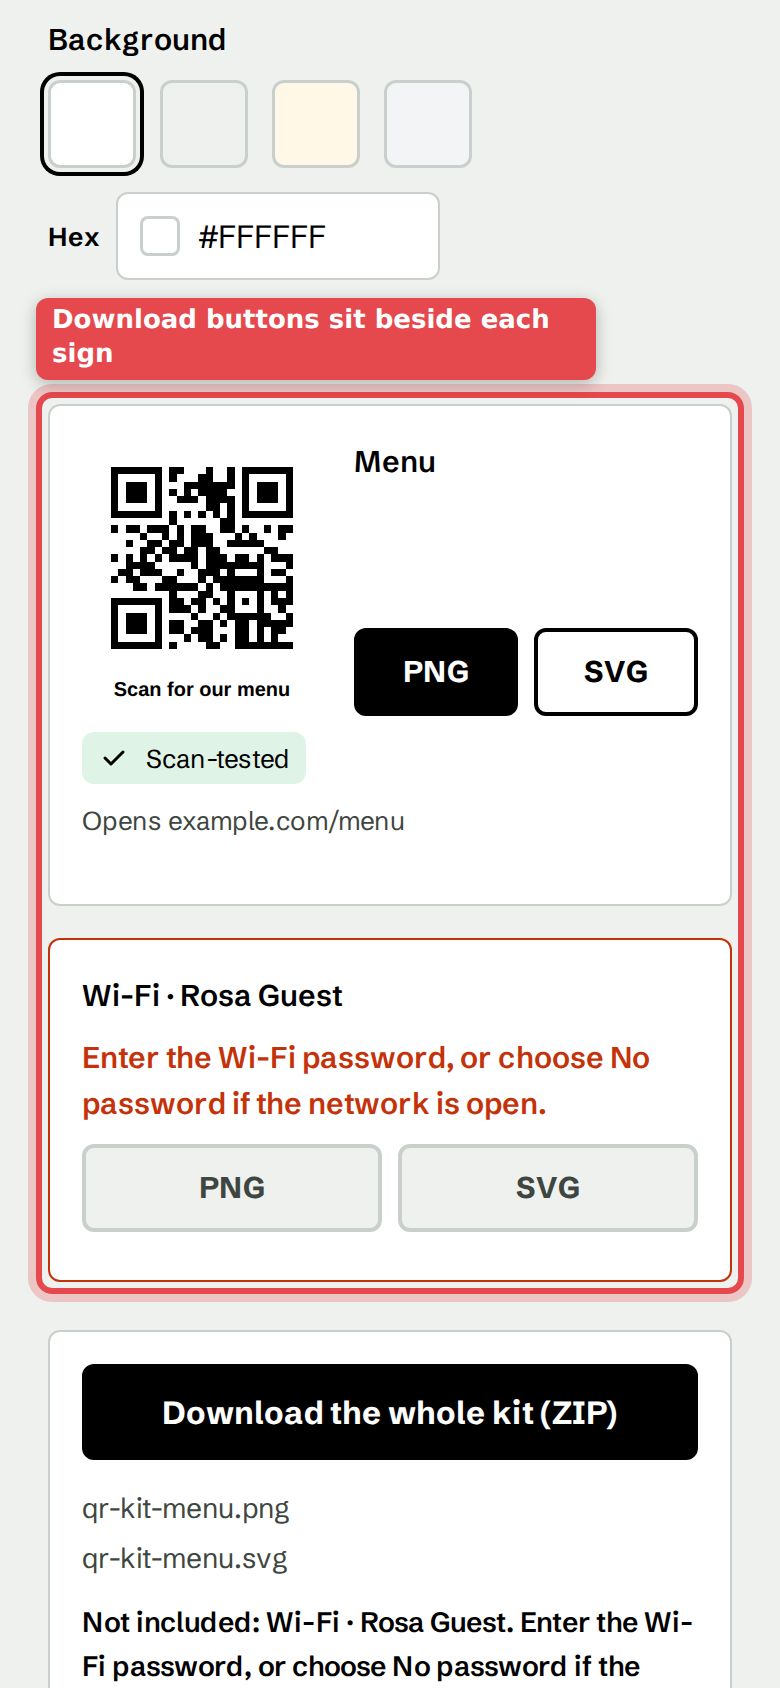 Background
Hex
#FFFFFF
Download buttons sit beside each
sign
Menu
PNG
SVG
Scan for our menu
Scan-tested
Opens example.com/menu
Wi-Fi · Rosa Guest
Enter the Wi-Fi password, or choose No
password if the network is open.
PNG
SVG
Download the whole kit (ZIP)
qr-kit-menu.png
qr-kit-menu.svg
Not included: Wi-Fi · Rosa Guest. Enter the Wi-
Fi password, or choose No password if the